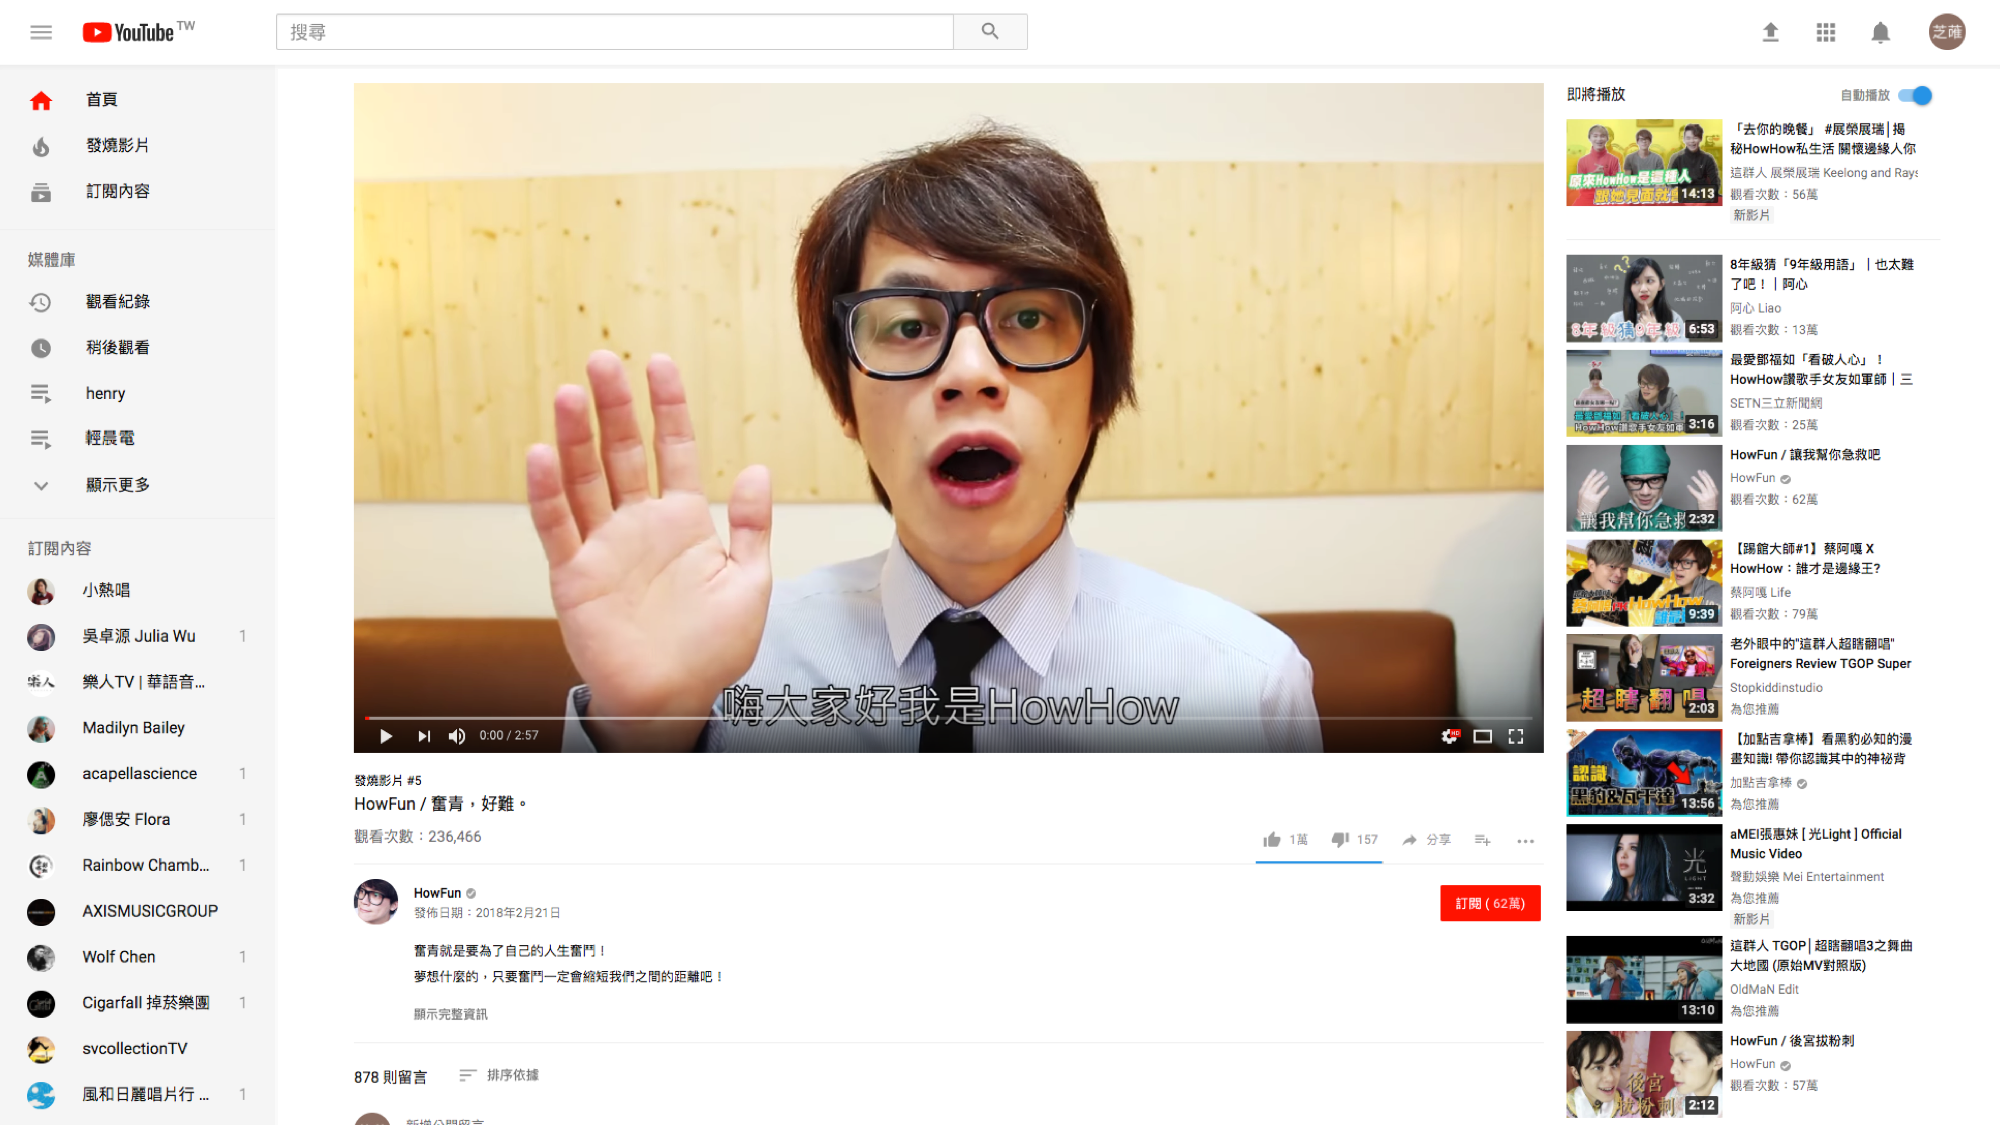 YouTube TW
搜尋
芝蓶
首頁
發燒影片
訂閱內容
媒體庫
觀看紀錄
稍後觀看
henry
輕晨電
顯示更多
訂閱內容
小熱唱
吳卓源 Julia Wu 1
樂人TV | 華語音...
Madilyn Bailey
acapellascience 1
廖偲安 Flora 1
Rainbow Chamb... 1
AXISMUSICGROUP
Wolf Chen 1
Cigarfall 掉菸樂團 1
svcollectionTV
風和日麗唱片行 ... 1
嗨大家好我是HowHow
0:00 / 2:57
HD
發燒影片 #5
HowFun / 奮青，好難。
觀看次數：236,466
1萬
157
分享
HowFun
發佈日期：2018年2月21日
訂閱 ( 62萬)
奮青就是要為了自己的人生奮鬥！
夢想什麼的，只要奮鬥一定會縮短我們之間的距離吧！
顯示完整資訊
878 則留言
排序依據
新增公開留言
即將播放
自動播放
原來HowHow是這種人
14:13
「去你的晚餐」 #展榮展瑞│揭
秘HowHow私生活 關懷邊緣人你
這群人 展榮展瑞 Keelong and Rays
觀看次數：56萬
新影片
8年級猜9年級
6:53
8年級猜「9年級用語」｜也太難
了吧！｜阿心
阿心 Liao
觀看次數：13萬
最愛鄧福如「看破人心」！
HowHow讚歌手女友如軍
3:16
最愛鄧福如「看破人心」！
HowHow讚歌手女友如軍師｜三
SETN三立新聞網
觀看次數：25萬
讓我幫你急救
2:32
HowFun / 讓我幫你急救吧
HowFun
觀看次數：62萬
9:39
【踢館大師#1】蔡阿嘎 X
HowHow：誰才是邊緣王?
蔡阿嘎 Life
觀看次數：79萬
超瞎翻唱
2:03
老外眼中的"這群人超瞎翻唱"
Foreigners Review TGOP Super
Stopkiddinstudio
為您推薦
認識
黑豹&瓦干達
13:56
【加點吉拿棒】看黑豹必知的漫
畫知識! 帶你認識其中的神祕背
加點吉拿棒
為您推薦
光
LIGHT
3:32
aMEI張惠妹 [ 光Light ] Official
Music Video
聲動娛樂 Mei Entertainment
為您推薦
新影片
13:10
這群人 TGOP│超瞎翻唱3之舞曲
大地國 (原始MV對照版)
OldMaN Edit
為您推薦
後宮
拔粉刺
2:12
HowFun / 後宮拔粉刺
HowFun
觀看次數：57萬